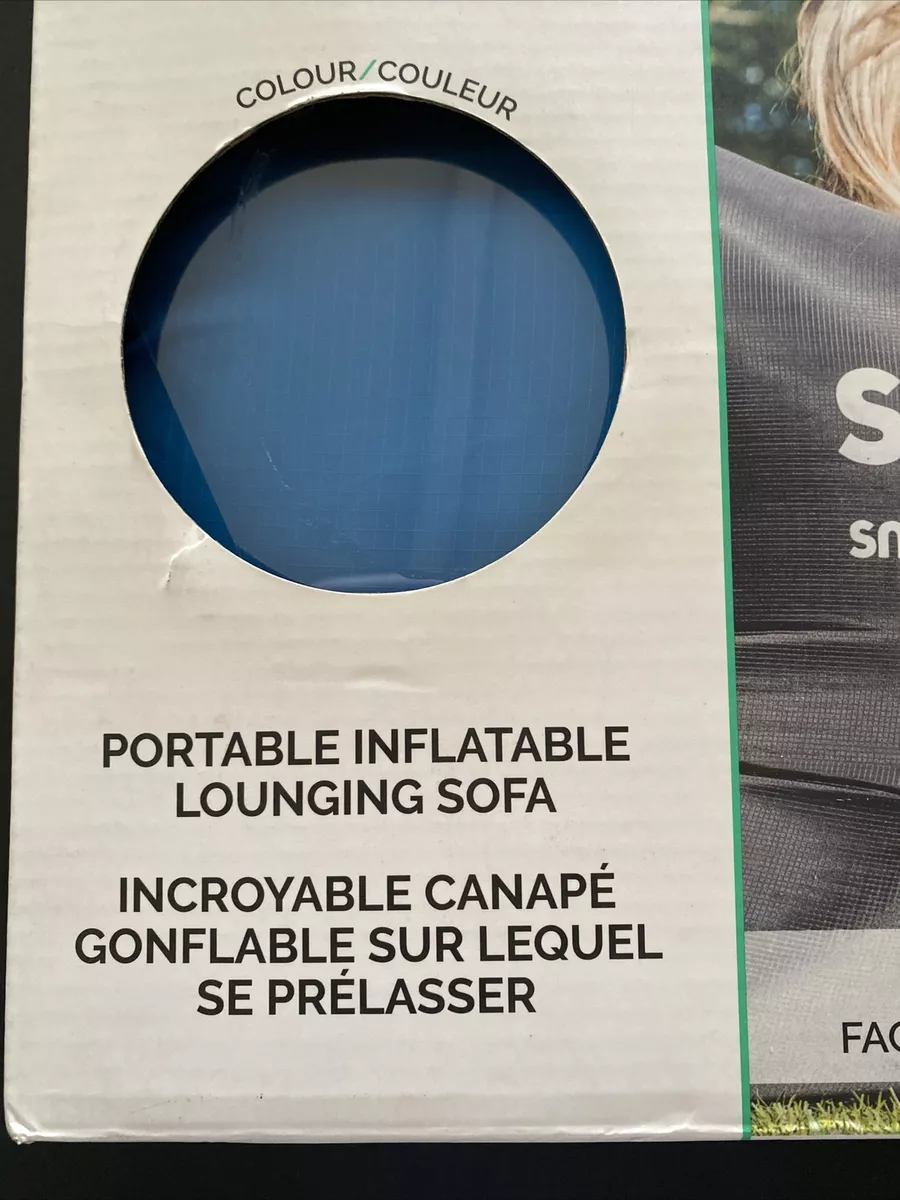 COLOUR/COULEUR
PORTABLE INFLATABLE
LOUNGING SOFA
INCROYABLE CANAPÉ
GONFLABLE SUR LEQUEL
SE PRÉLASSER